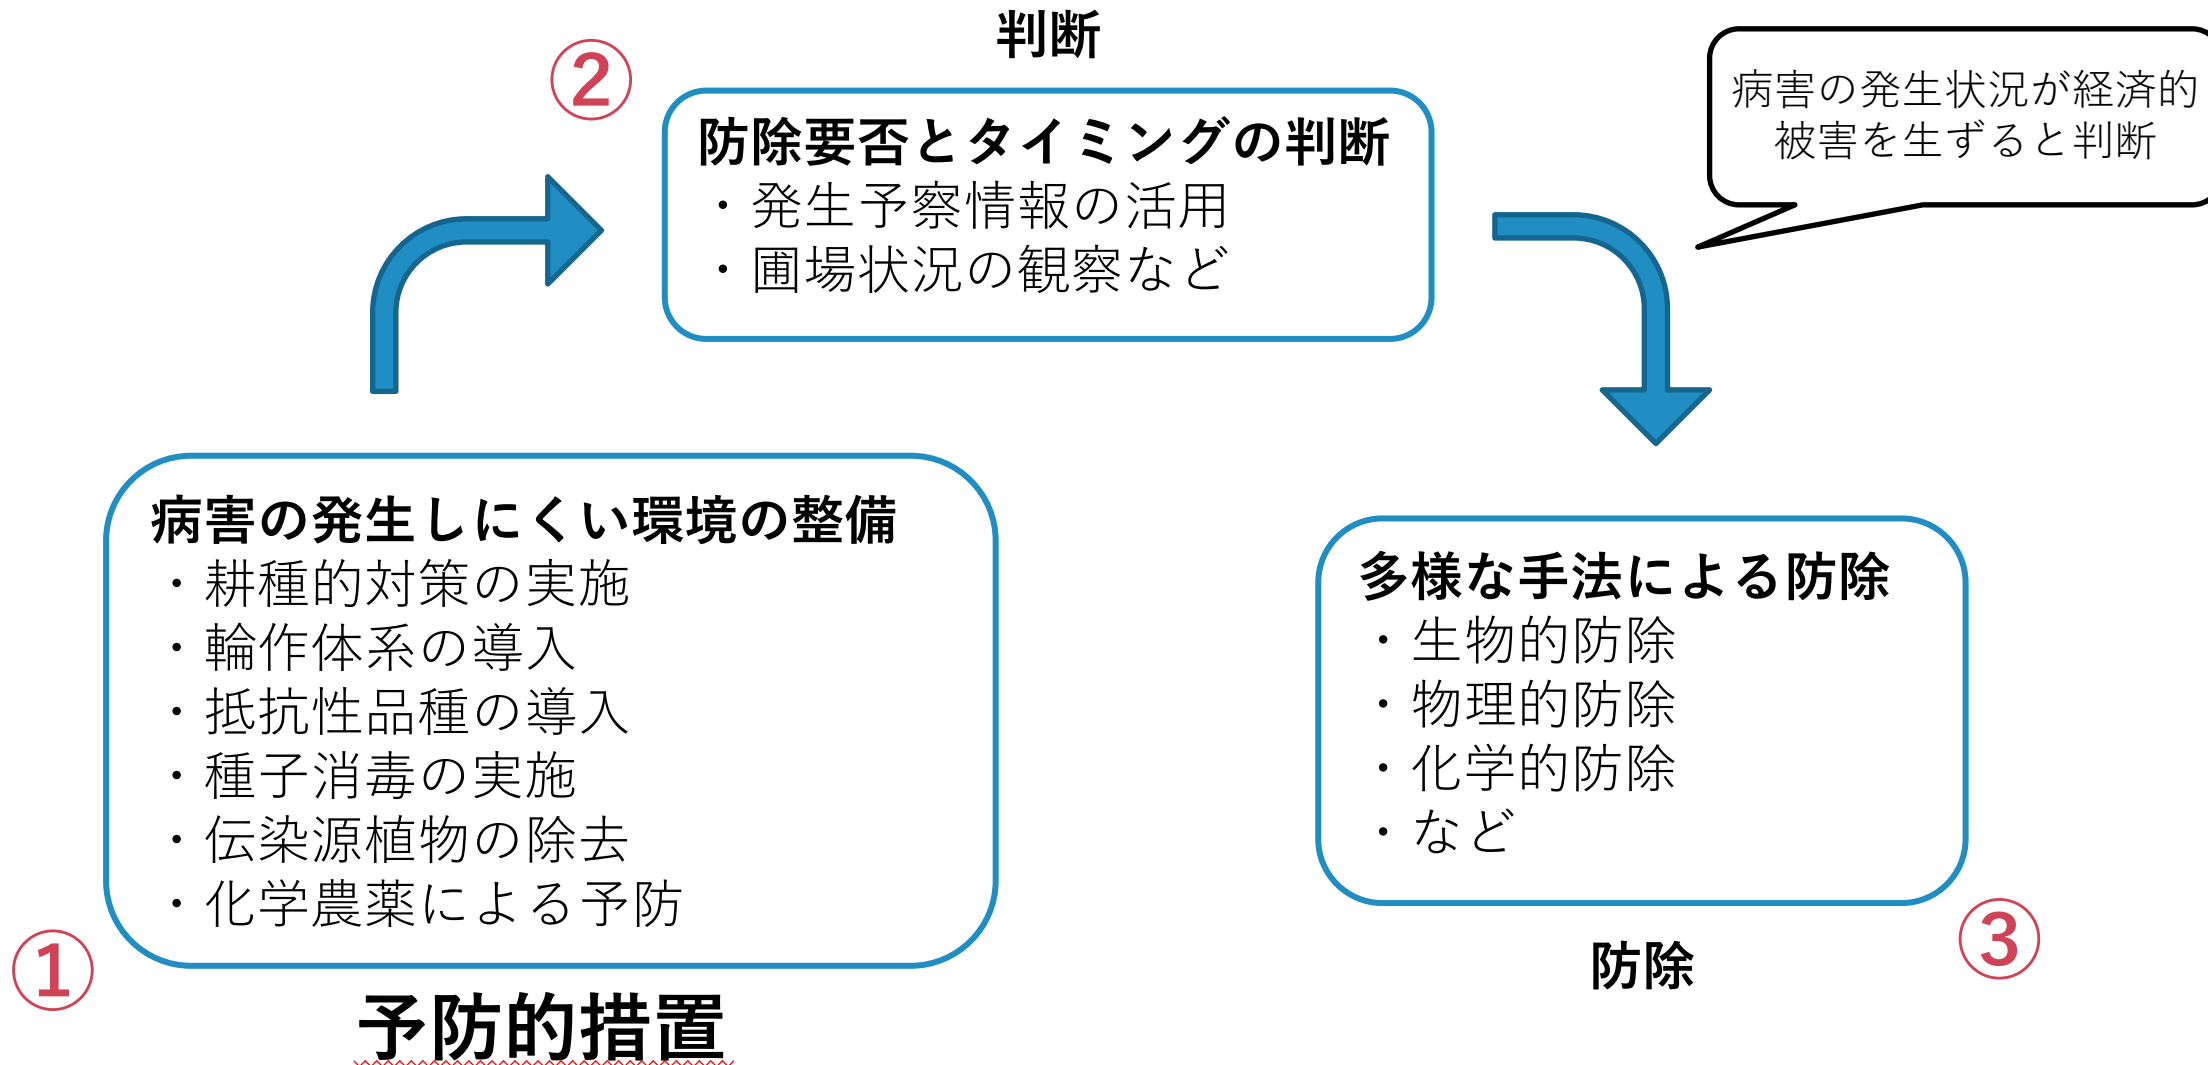 判断
②
防除要否とタイミングの判断
・発生予察情報の活用
・圃場状況の観察など
病害の発生状況が経済的
被害を生ずると判断
病害の発生しにくい環境の整備
・耕種的対策の実施
・輪作体系の導入
・抵抗性品種の導入
・種子消毒の実施
・伝染源植物の除去
・化学農薬による予防
①
予防的措置
多様な手法による防除
・生物的防除
・物理的防除
・化学的防除
・など
③
防除